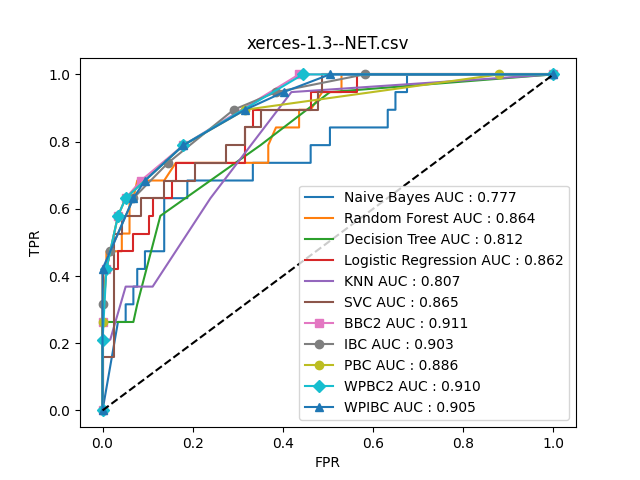 xerces-1.3--NET.csv
TPR
1.0
0.8
0.6
0.4
0.2
0.0
0.0 0.2 0.4 0.6 0.8 1.0
FPR
Naive Bayes AUC : 0.777
Random Forest AUC : 0.864
Decision Tree AUC : 0.812
Logistic Regression AUC : 0.862
KNN AUC : 0.807
SVC AUC : 0.865
BBC2 AUC : 0.911
IBC AUC : 0.903
PBC AUC : 0.886
WPBC2 AUC : 0.910
WPIBC AUC : 0.905